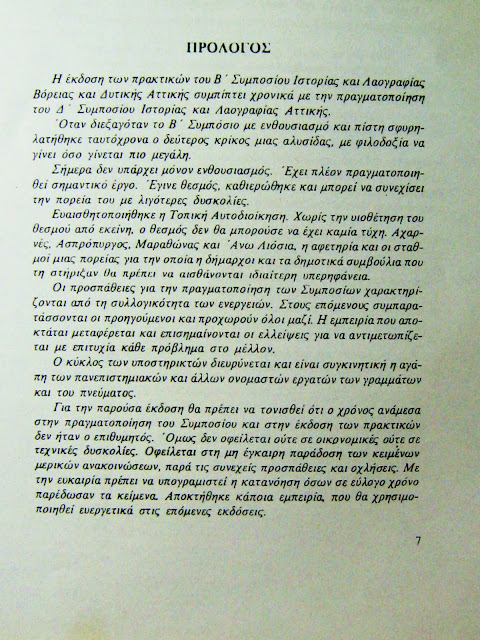 ΠΡΟΛΟΓΟΣ
Η έκδοση των πρακτικών του Β΄ Συμποσίου Ιστορίας και Λαογραφίας
Βόρειας και Δυτικής Αττικής συμπίπτει χρονικά με την πραγματοποίηση
του Δ΄ Συμποσίου Ιστορίας και Λαογραφίας Αττικής.
΄Οταν διεξαγόταν το Β΄ Συμπόσιο με ενθουσιασμό και πίστη σφυρη-
λατήθηκε ταυτόχρονα ο δεύτερος κρίκος μιας αλυσίδας, με φιλοδοξία να
γίνει όσο γίνεται πιο μεγάλη.
Σήμερα δεν υπάρχει μόνον ενθουσιασμός. ΄Εχει πλέον πραγματοποιη-
θεί σημαντικό έργο. ΄Εγινε θεσμός, καθιερώθηκε και μπορεί να συνεχίσει
την πορεία του με λιγότερες δυσκολίες.
Ευαισθητοποιήθηκε η Τοπική Αυτοδιοίκηση. Χωρίς την υιοθέτηση του
θεσμού από εκείνη, ο θεσμός δεν θα μπορούσε να έχει καμία τύχη. Αχαρ-
νές, Ασπρόπυργος, Μαραθώνας και ΄Ανω Λιόσια, η αφετηρία και οι σταθ-
μοί μιας πορείας για την οποία η δήμαρχοι και τα δημοτικά συμβούλια που
τη στήριξαν θα πρέπει να αισθάνονται ιδιαίτερη υπερηφάνεια.
Οι προσπάθειες για την πραγματοποίηση των Συμποσίων χαρακτηρί-
ζονται από τη συλλογικότητα των ενεργειών. Στους επόμενους συμπαρα-
τάσσονται οι προηγούμενοι και προχωρούν όλοι μαζί. Η εμπειρία που απο-
κτάται μεταφέρεται και επισημαίνονται οι ελλείψεις για να αντιμετωπίζε-
ται με επιτυχία κάθε πρόβλημα στο μέλλον.
Ο κύκλος των υποστηρικτών διευρύνεται και είναι συγκινητική η αγά-
πη των πανεπιστημιακών και άλλων ονομαστών εργατών των γραμμάτων
και του πνεύματος.
Για την παρούσα έκδοση θα πρέπει να τονισθεί ότι ο χρόνος ανάμεσα
στην πραγματοποίηση του Συμποσίου και στην έκδοση των πρακτικών
δεν ήταν ο επιθυμητός. ΄Ομως δεν οφείλεται ούτε σε οικονομικές ούτε σε
τεχνικές δυσκολίες. Οφείλεται στη μη έγκαιρη παράδοση των κειμένων
μερικών ανακοινώσεων, παρά τις συνεχείς προσπάθειες και οχλήσεις. Με
την ευκαιρία πρέπει να υπογραμιστεί η κατανόηση όσων σε εύλογο χρόνο
παρέδωσαν τα κείμενα. Αποκτήθηκε κάποια εμπειρία, που θα χρησιμο-
ποιηθεί ευεργετικά στις επόμενες εκδόσεις.
7